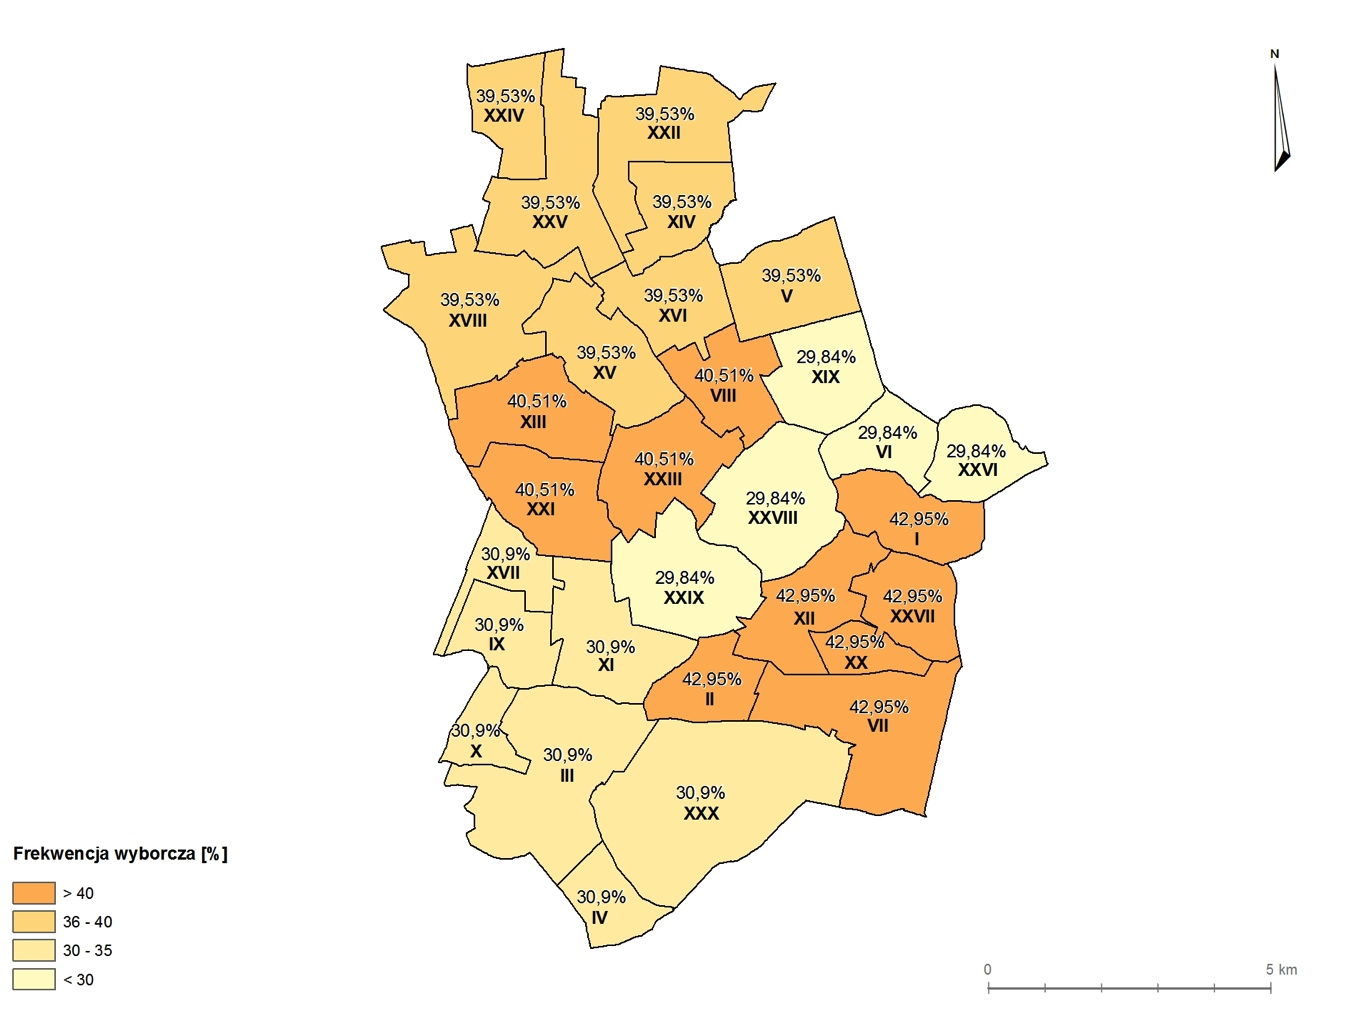 N
39,53%
XXIV
39,53%
XXII
39,53%
XXV
39,53%
XIV
39,53%
V
39,53%
XVIII
39,53%
XVI
39,53%
XV
29,84%
XIX
40,51%
VIII
40,51%
XIII
29,84%
VI
29,84%
XXVI
40,51%
XXIII
40,51%
XXI
29,84%
XXVIII
42,95%
I
30,9%
XVII
29,84%
XXIX
42,95%
XII
42,95%
XXVII
30,9%
IX
30,9%
XI
42,95%
XX
42,95%
II
42,95%
VII
30,9%
X
30,9%
III
30,9%
XXX
30,9%
IV
Frekwencja wyborcza [%]
> 40
36 - 40
30 - 35
< 30
0 5 km